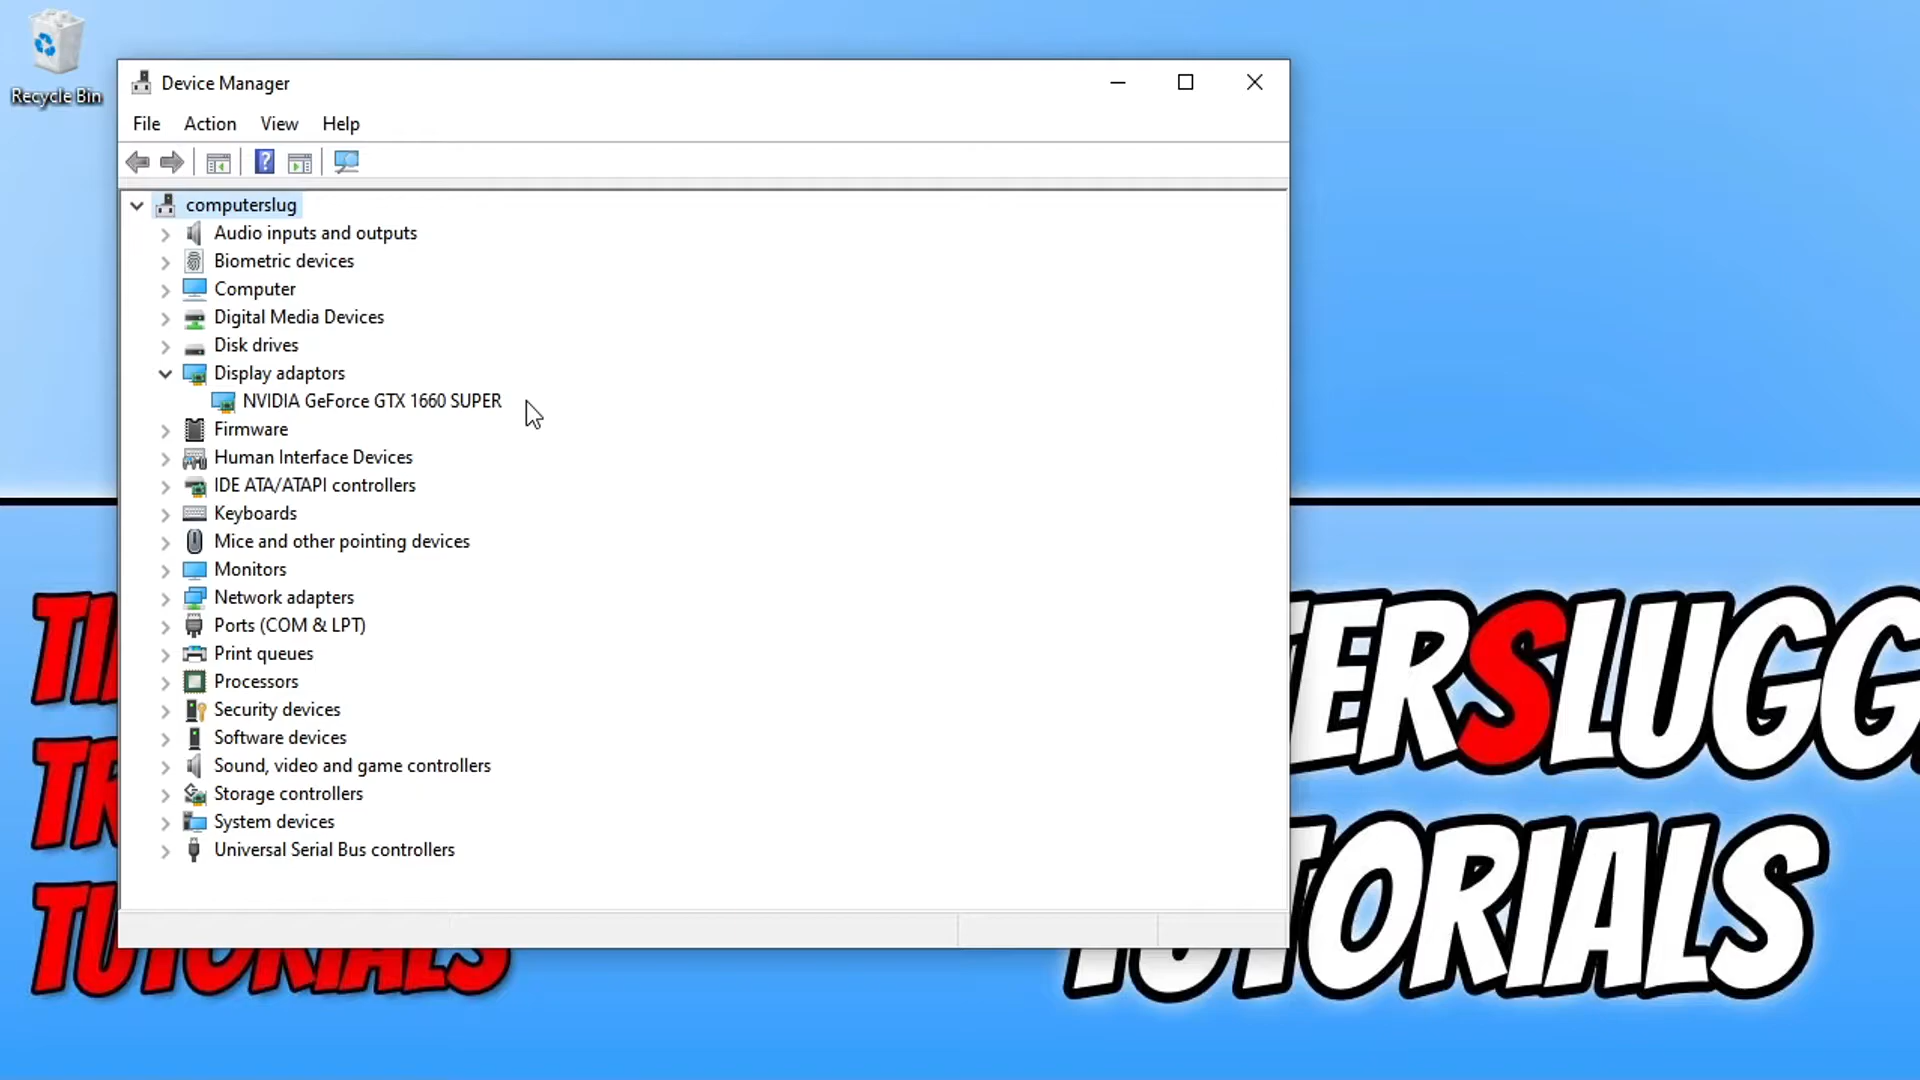 Recycle Bin
Device Manager
File Action View Help
computerslug
Audio inputs and outputs
Biometric devices
Computer
Digital Media Devices
Disk drives
Display adaptors
NVIDIA GeForce GTX 1660 SUPER
Firmware
Human Interface Devices
IDE ATA/ATAPI controllers
Keyboards
Mice and other pointing devices
Monitors
Network adapters
Ports (COM & LPT)
Print queues
Processors
Security devices
Software devices
Sound, video and game controllers
Storage controllers
System devices
Universal Serial Bus controllers
TUTORIALS
TERSLUGG
TUTORIALS